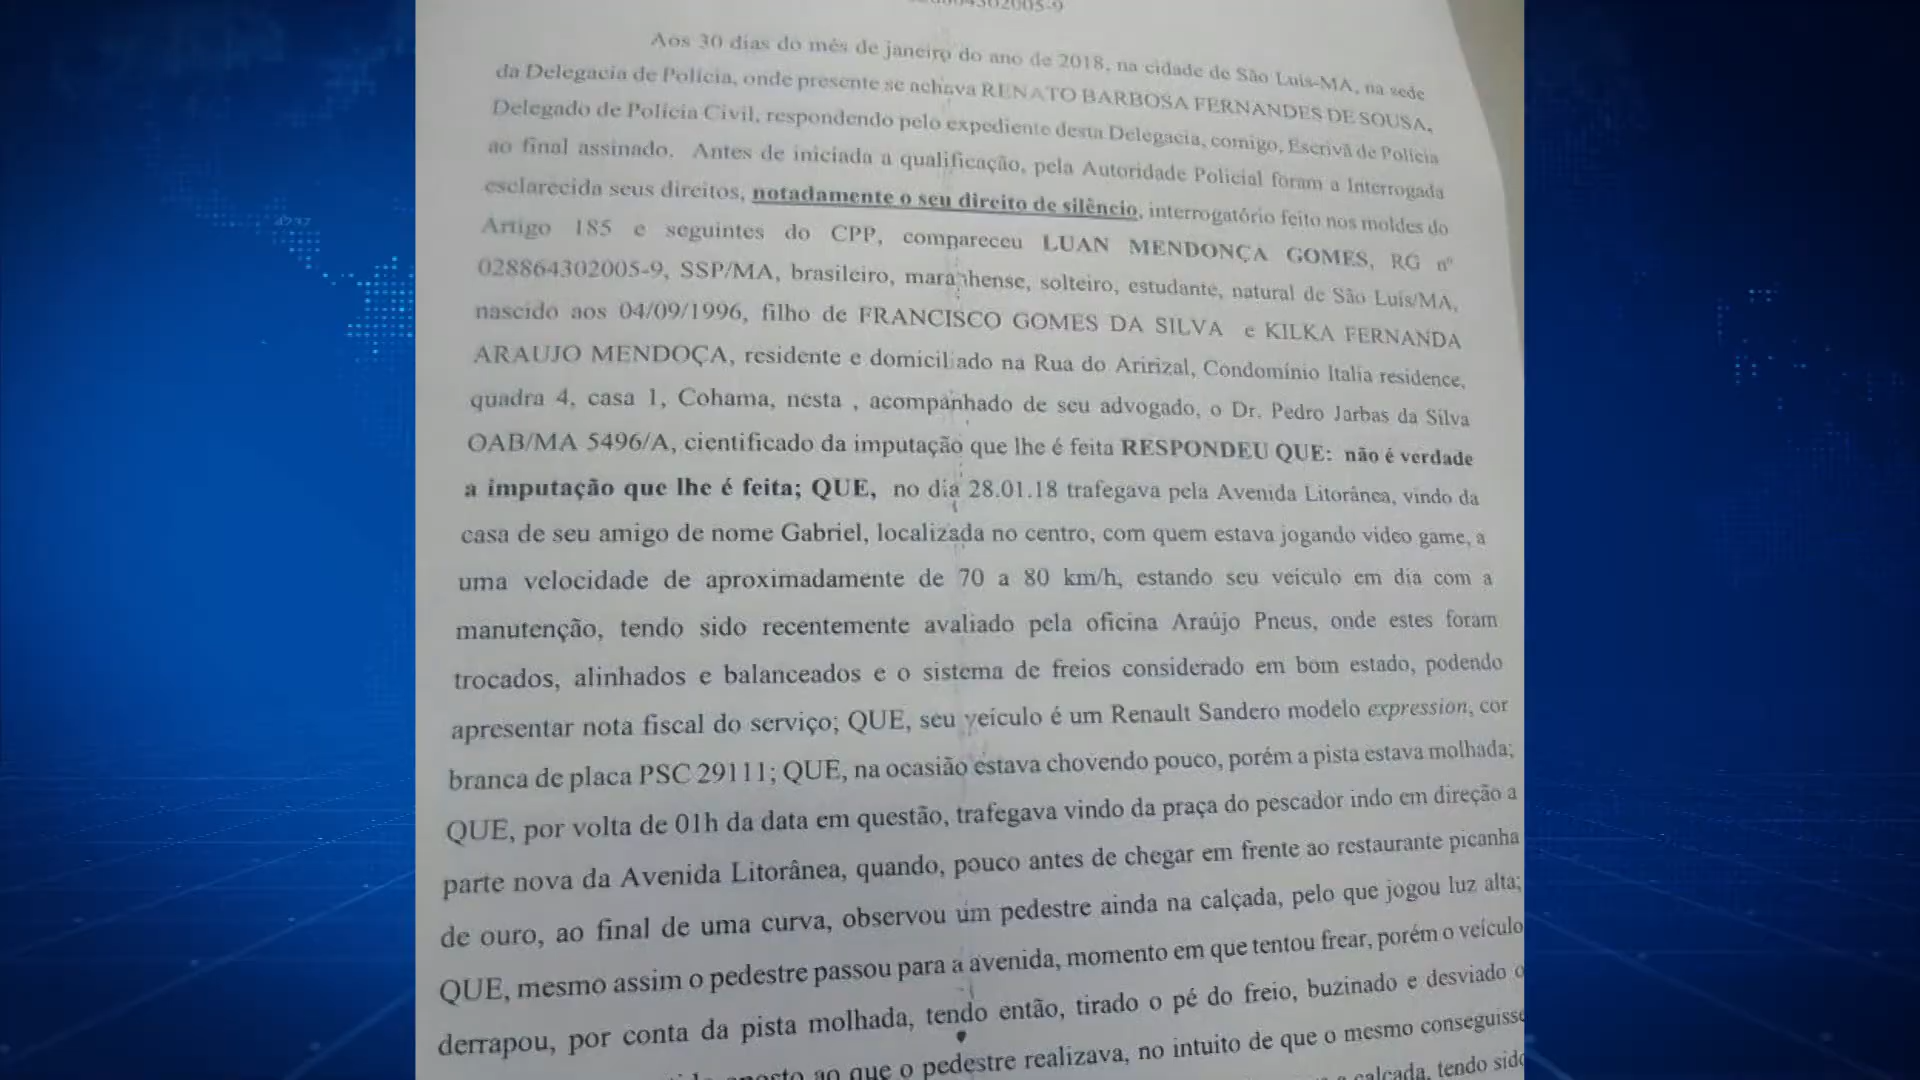 Aos 30 dias do mês de janeiro do ano de 2018, na cidade de São Luis-MA, na sede
da Delegacia de Polícia, onde presente se achava RENATO BARBOSA FERNANDES DE SOUSA,
Delegado de Polícia Civil, respondendo pelo expediente desta Delegacia, comigo, Escrivã de Polícia
ao final assinado. Antes de iniciada a qualificação, pela Autoridade Policial foram a Interrogada
esclarecida seus direitos, notadamente o seu direito de silêncio, interrogatório feito nos moldes do
Artigo 185 e seguintes do CPP, compareceu LUAN MENDONÇA GOMES, RG nº
028864302005-9, SSP/MA, brasileiro, maranhense, solteiro, estudante, natural de São Luís/MA,
nascido aos 04/09/1996, filho de FRANCISCO GOMES DA SILVA e KILKA FERNANDA
ARAUJO MENDOÇA, residente e domiciliado na Rua do Aririzal, Condomínio Italia residence,
quadra 4, casa 1, Cohama, nesta , acompanhado de seu advogado, o Dr. Pedro Jarbas da Silva
OAB/MA 5496/A, cientificado da imputação que lhe é feita RESPONDEU QUE: não é verdade
a imputação que lhe é feita; QUE, no dia 28.01.18 trafegava pela Avenida Litorânea, vindo da
casa de seu amigo de nome Gabriel, localizada no centro, com quem estava jogando video game, a
uma velocidade de aproximadamente de 70 a 80 km/h, estando seu veículo em dia com a
manutenção, tendo sido recentemente avaliado pela oficina Araújo Pneus, onde estes foram
trocados, alinhados e balanceados e o sistema de freios considerado em bom estado, podendo
apresentar nota fiscal do serviço; QUE, seu veículo é um Renault Sandero modelo expression, cor
branca de placa PSC 29111; QUE, na ocasião estava chovendo pouco, porém a pista estava molhada;
QUE, por volta de 01h da data em questão, trafegava vindo da praça do pescador indo em direção a
parte nova da Avenida Litorânea, quando, pouco antes de chegar em frente ao restaurante picanha
de ouro, ao final de uma curva, observou um pedestre ainda na calçada, pelo que jogou luz alta;
QUE, mesmo assim o pedestre passou para a avenida, momento em que tentou frear, porém o veículo
derrapou, por conta da pista molhada, tendo então, tirado o pé do freio, buzinado e desviado o
ao que o pedestre realizava, no intuito de que o mesmo conseguisse
calçada, tendo sido